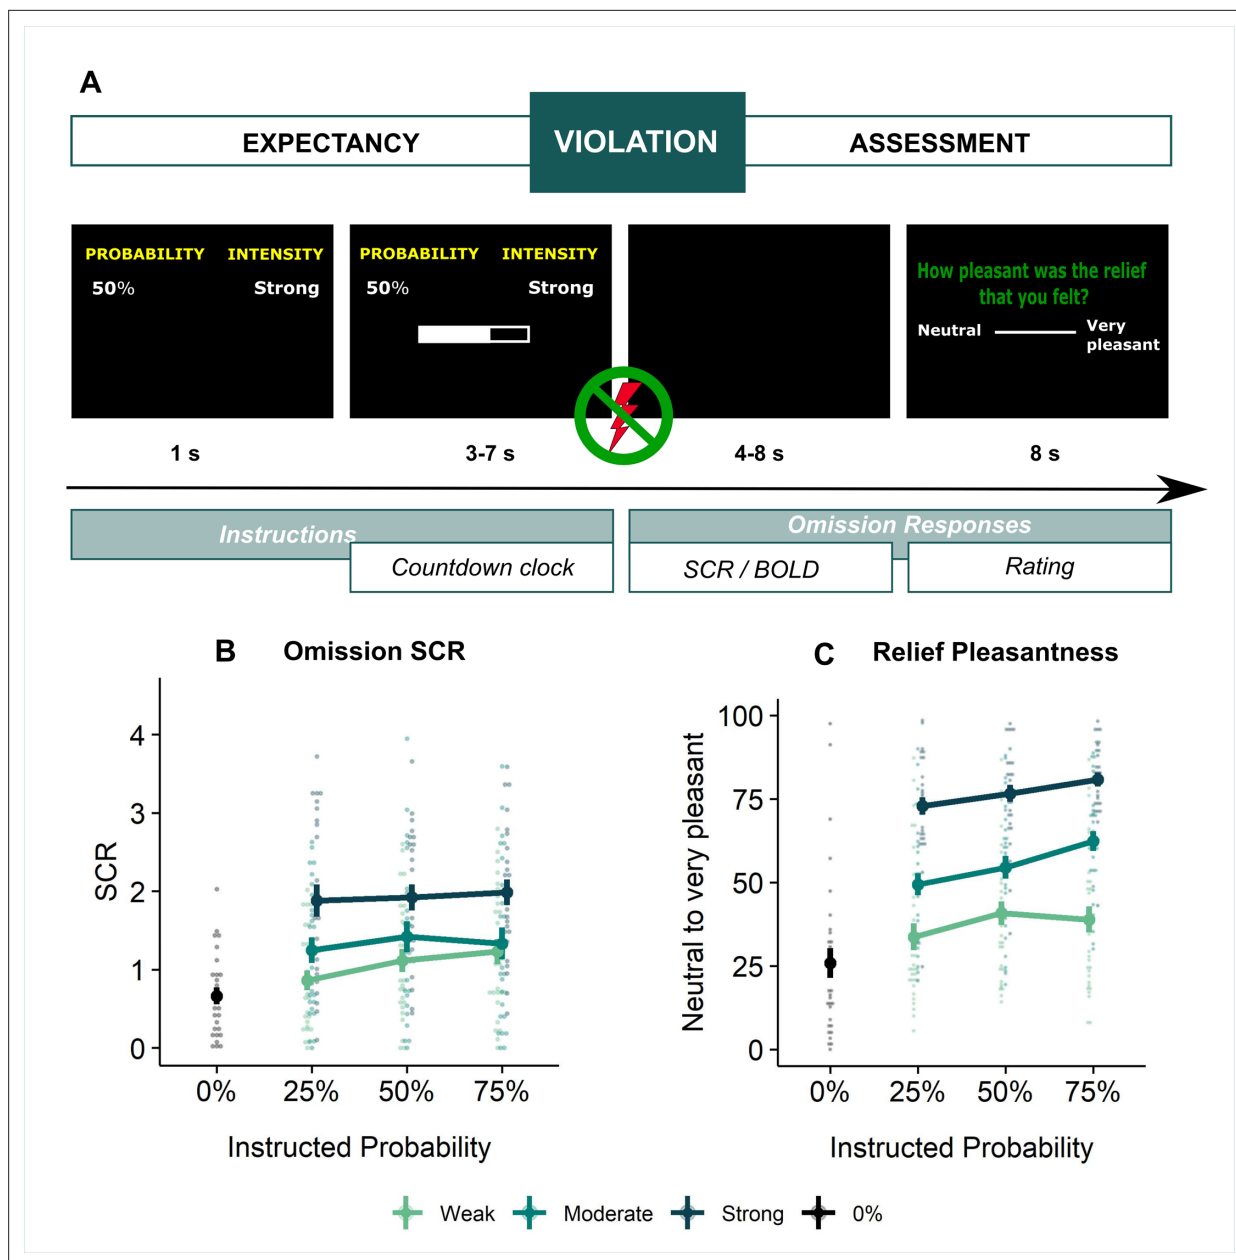 A
EXPECTANCY
VIOLATION
ASSESSMENT
PROBABILITY INTENSITY
50% Strong
PROBABILITY INTENSITY
50% Strong
How pleasant was the relief
that you felt?
Neutral
Very
pleasant
1 s
3-7 s
4-8 s
8 s
Instructions
Omission Responses
Countdown clock
SCR / BOLD
Rating
B Omission SCR
4
3
2
1
0
SCR
0% 25% 50% 75%
Instructed Probability
C Relief Pleasantness
100
75
50
25
0
Neutral to very pleasant
0% 25% 50% 75%
Instructed Probability
Weak Moderate Strong 0%